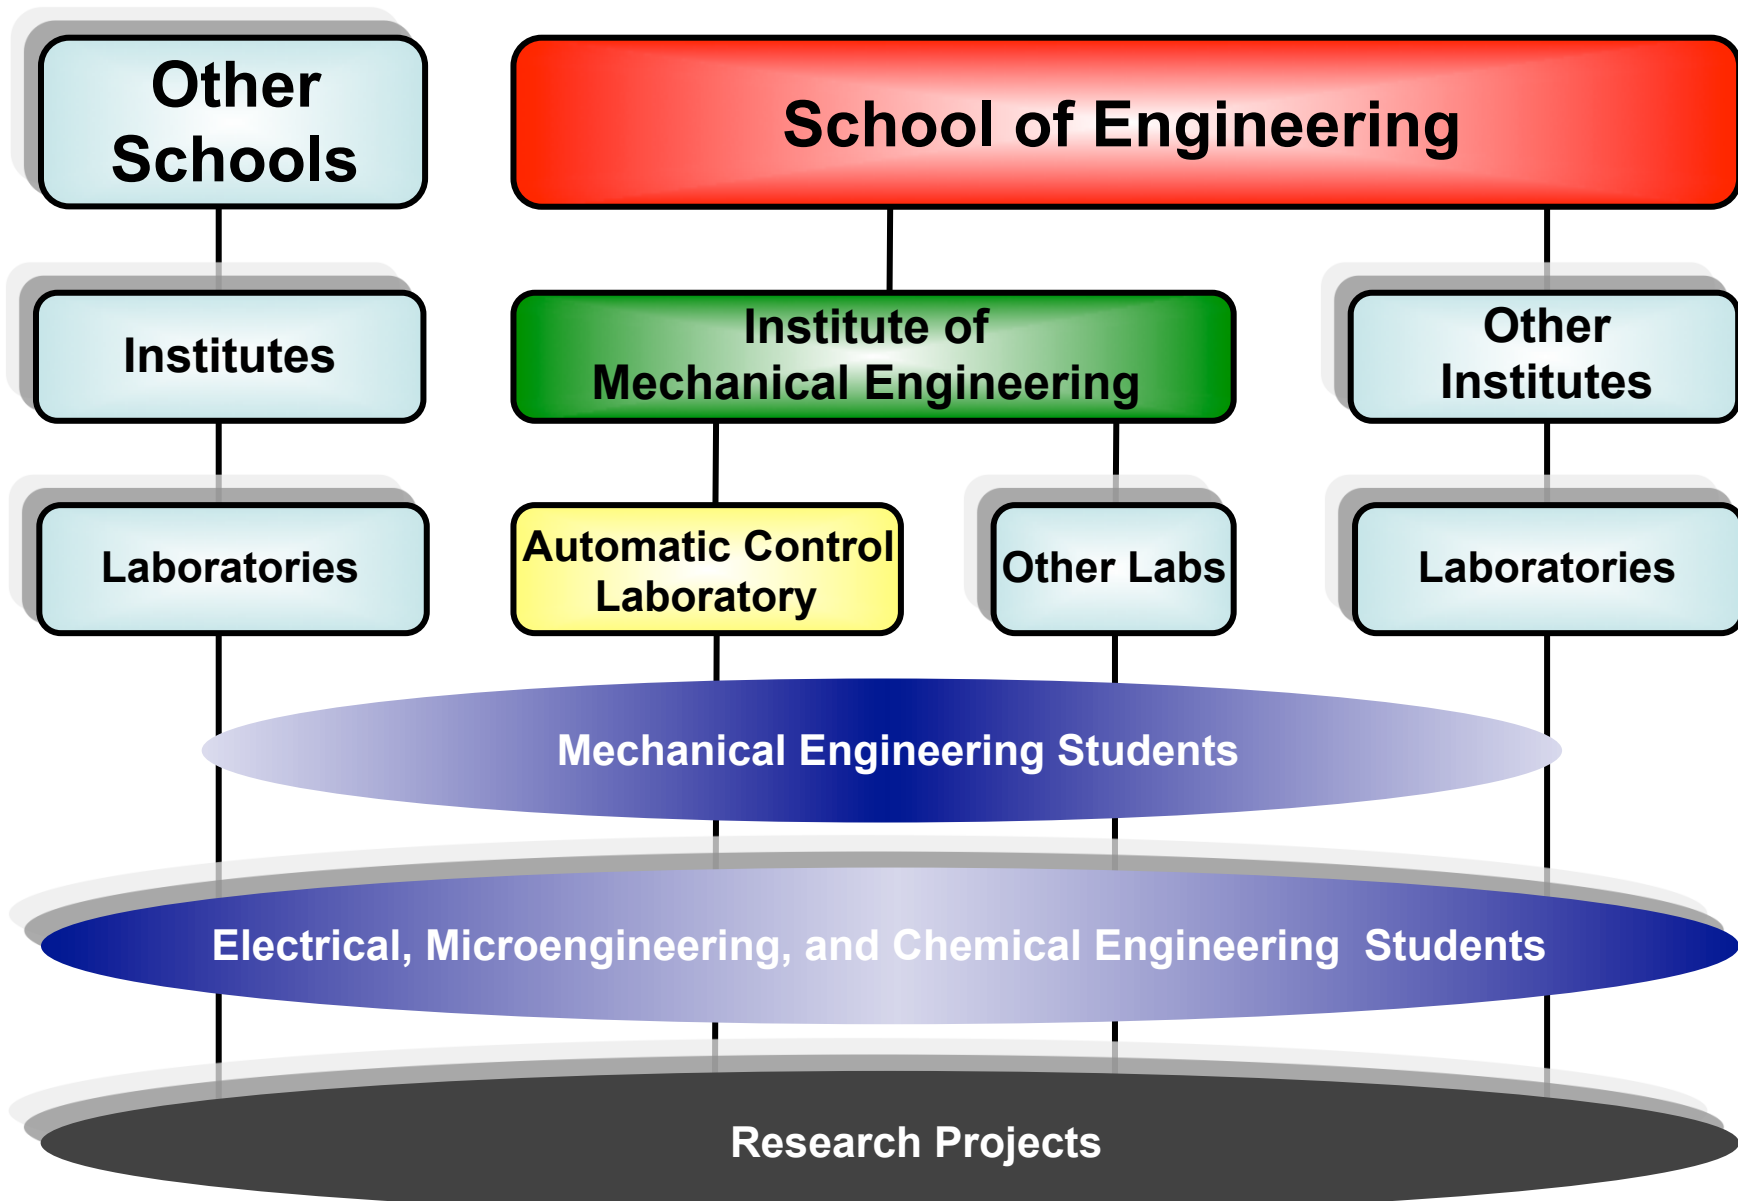 Other
Schools
School of Engineering
Institutes
Institute of
Mechanical Engineering
Other
Institutes
Laboratories
Automatic Control
Laboratory
Other Labs
Laboratories
Mechanical Engineering Students
Electrical, Microengineering, and Chemical Engineering  Students
Research Projects